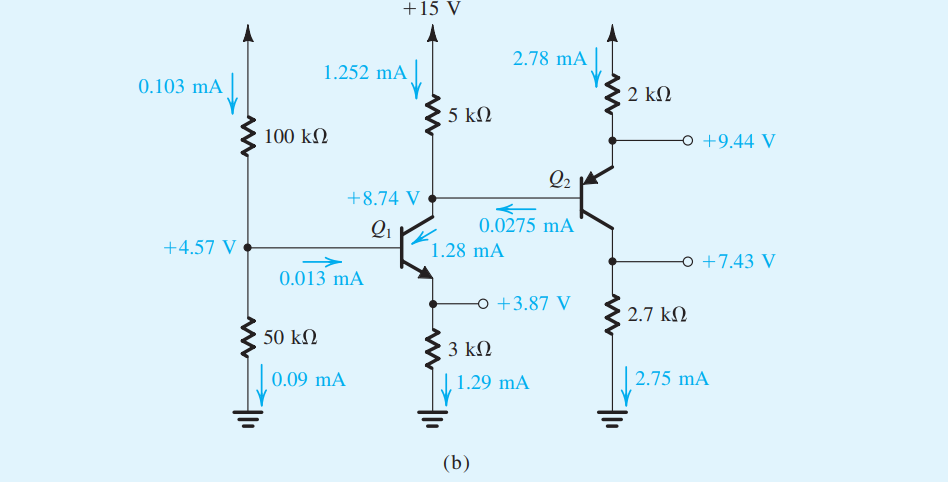 +15 V
2.78 mA
1.252 mA
0.103 mA
2 kΩ
5 kΩ
100 kΩ
+9.44 V
Q2
+8.74 V
0.0275 mA
Q1
+4.57 V
1.28 mA
+7.43 V
0.013 mA
+3.87 V
2.7 kΩ
50 kΩ
3 kΩ
0.09 mA
1.29 mA
2.75 mA
(b)